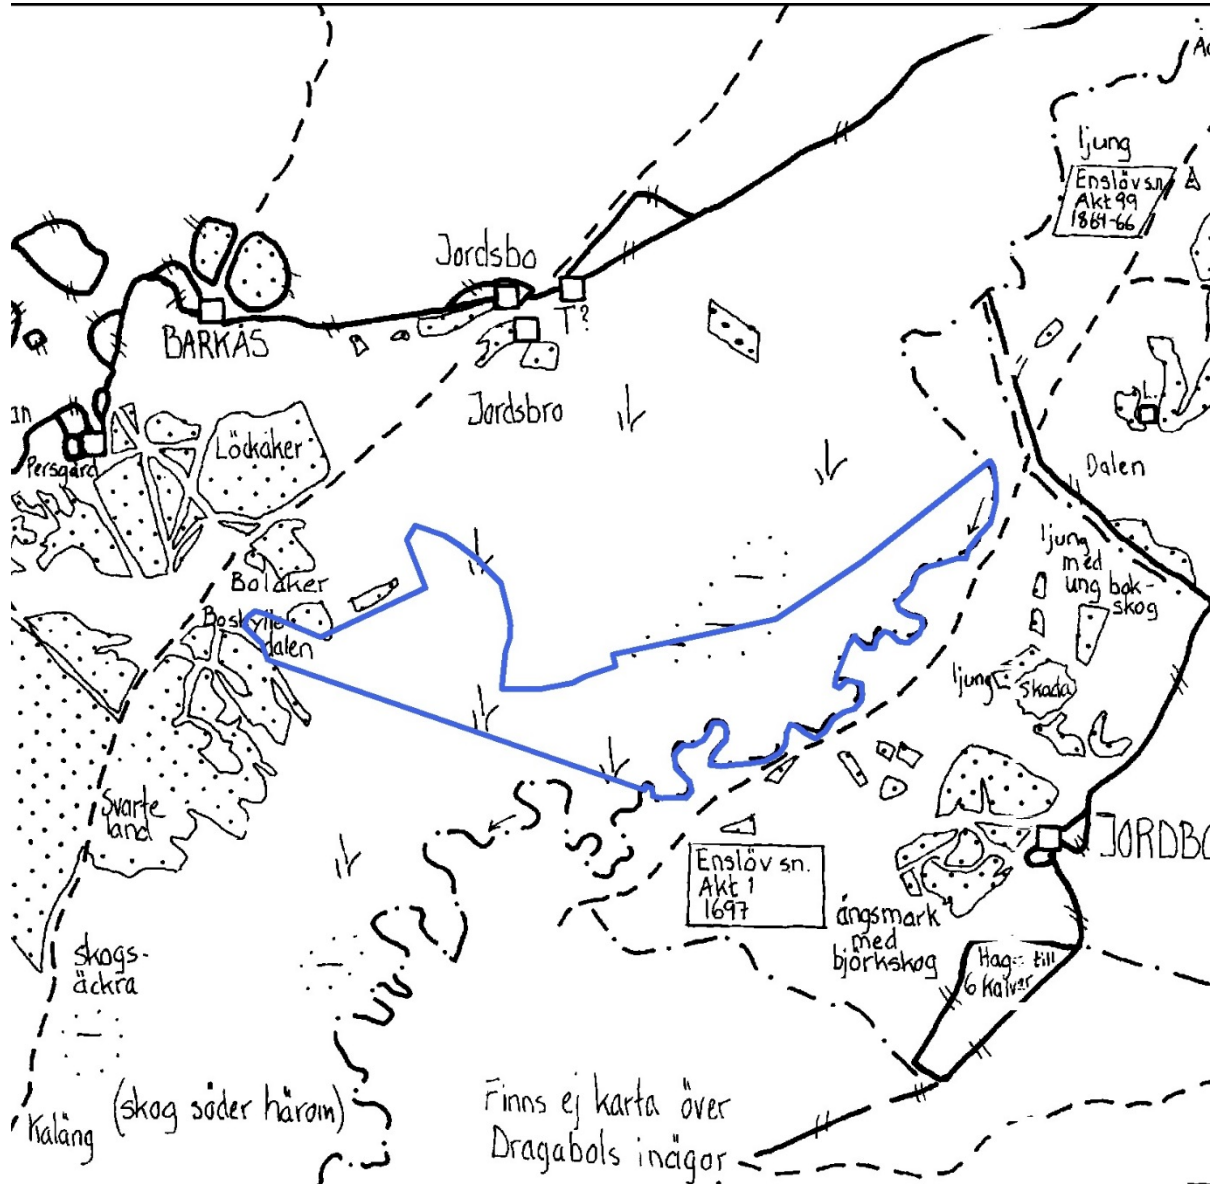 ljung
Enslöv sn.
Akt 99
1864-66
Jordsbo
T?
BARKÅS
Jordsbro
Persgård
Löckåker
Dalen
ljung
med
ung bok-
skog
Bolåker
Boskylle
dalen
ljung
skada
Svarte
land
JORDBO
Enslöv sn.
Akt 1
1697
ängsmark
med
björkskog
Hage till
6 Kalvar
skogs-
äckra
(skog söder härom)
Kaläng
Finns ej karta över
Dragabols inägor